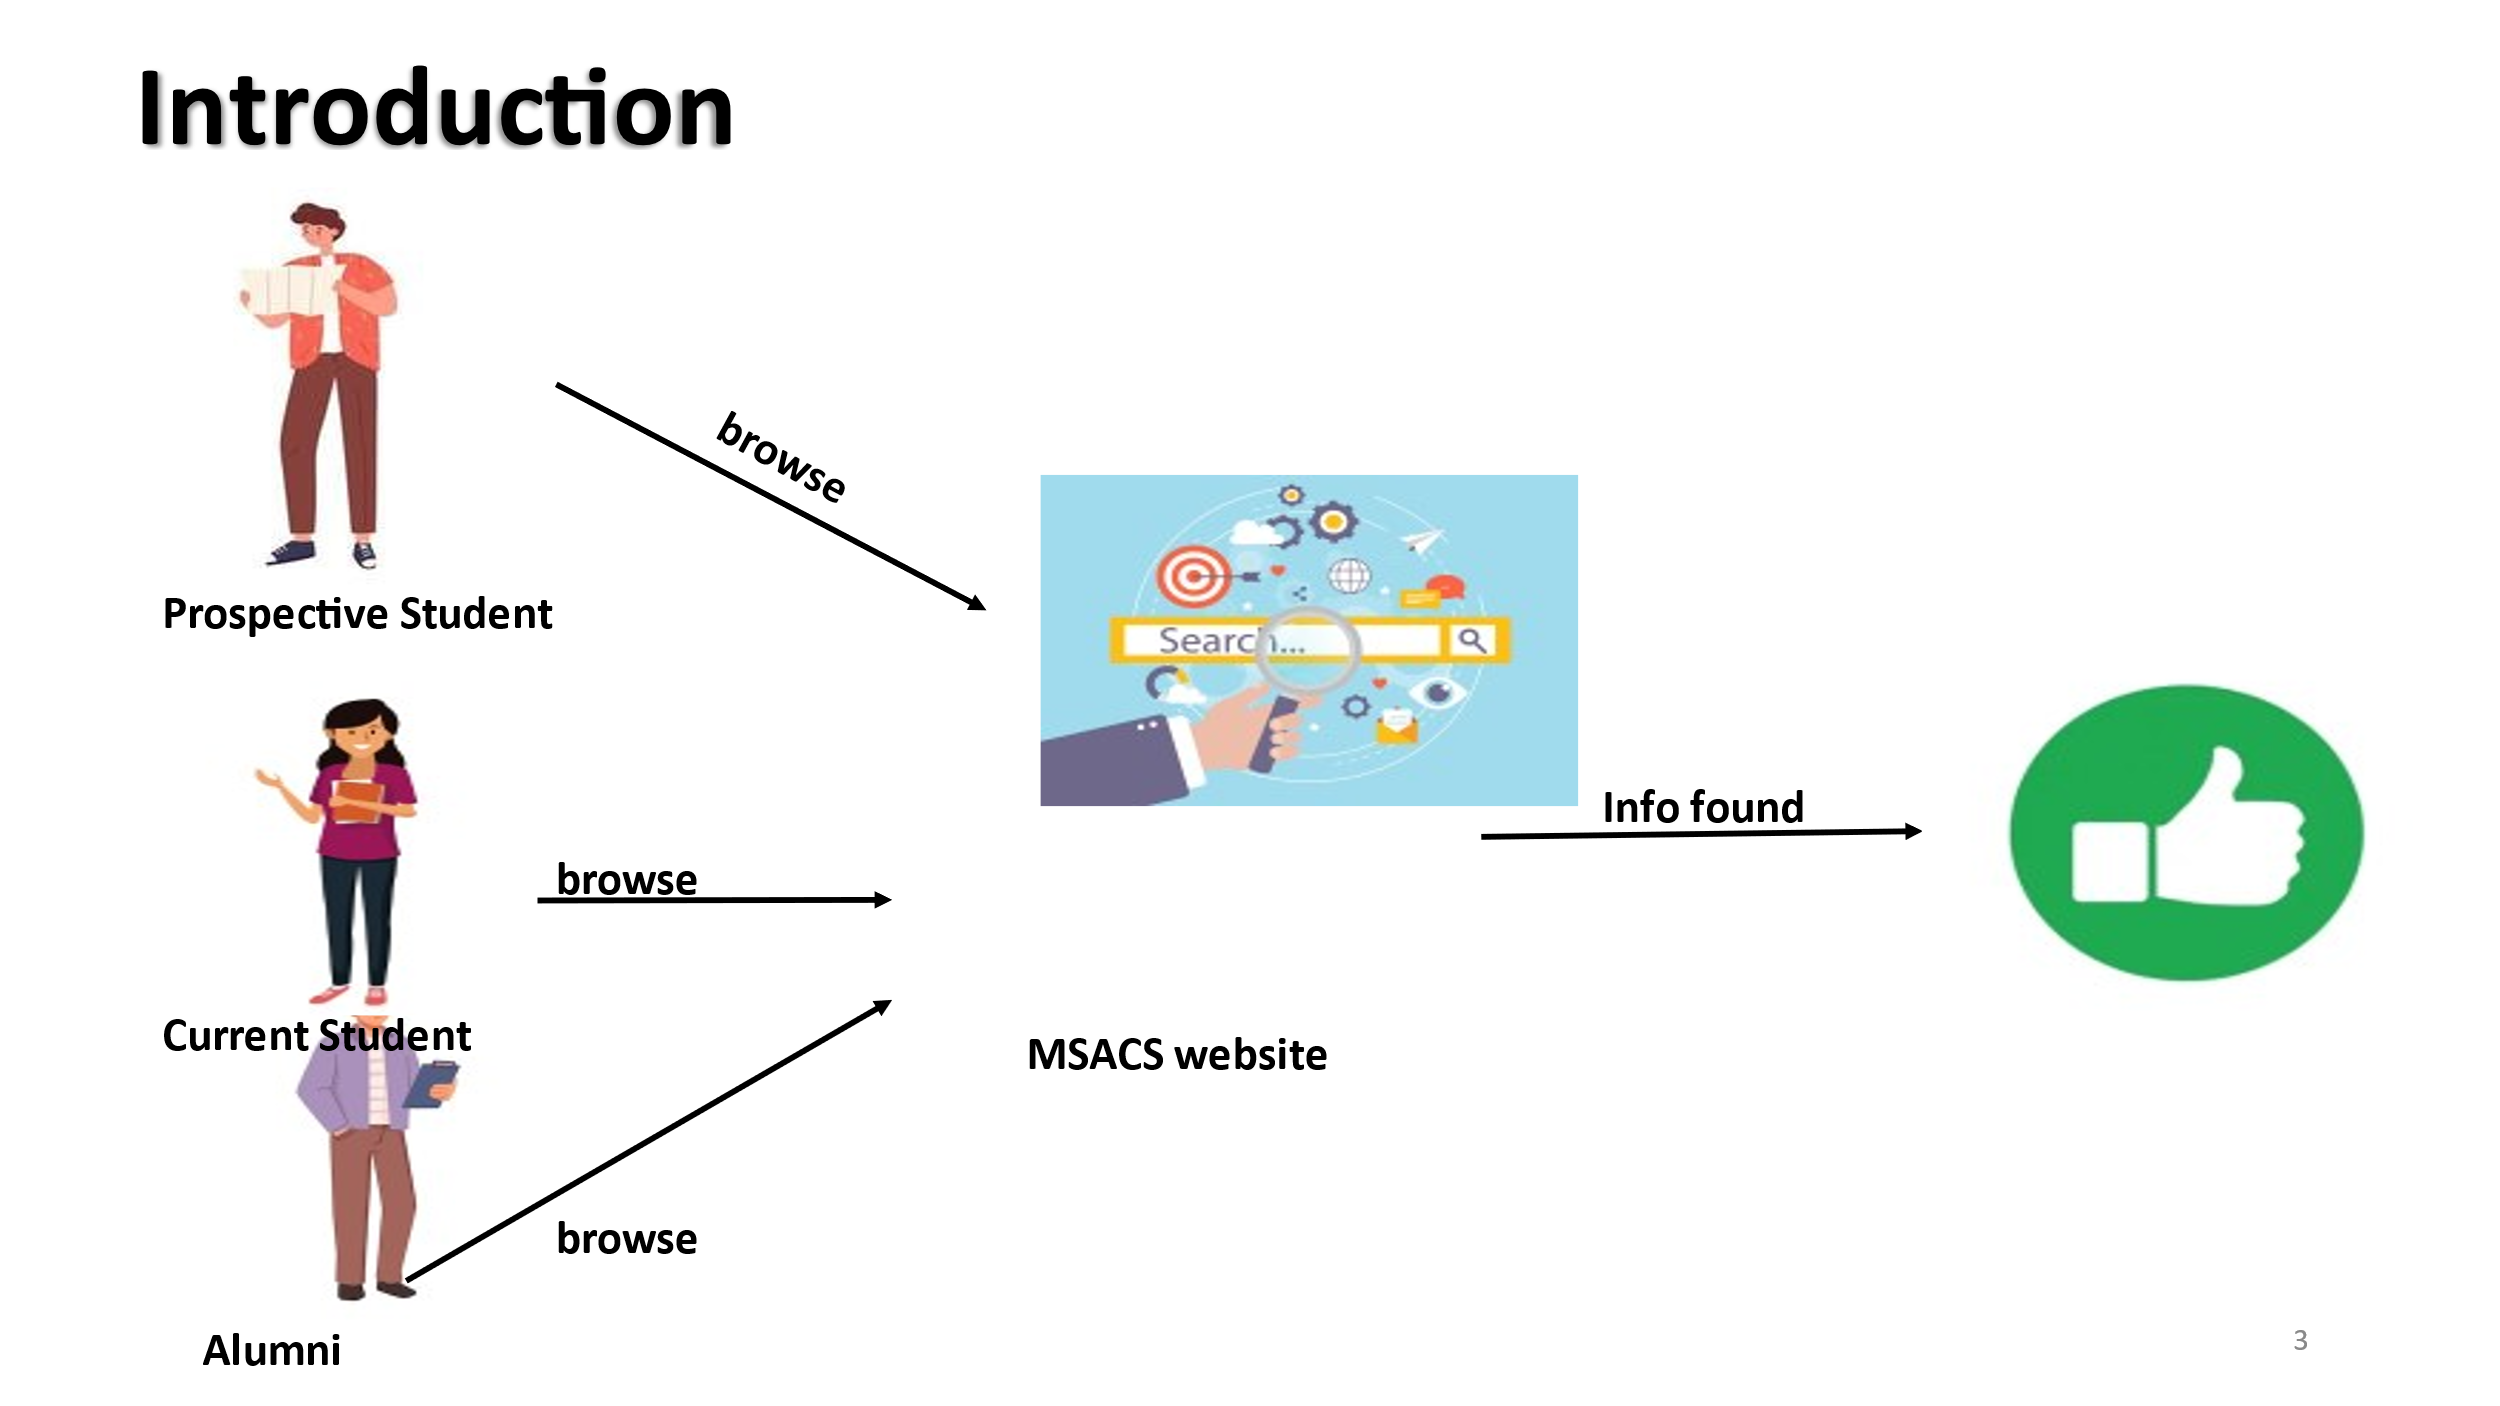 Introduction
browse
Search...
Prospective Student
Info found
browse
Current Student
MSACS website
browse
Alumni
3